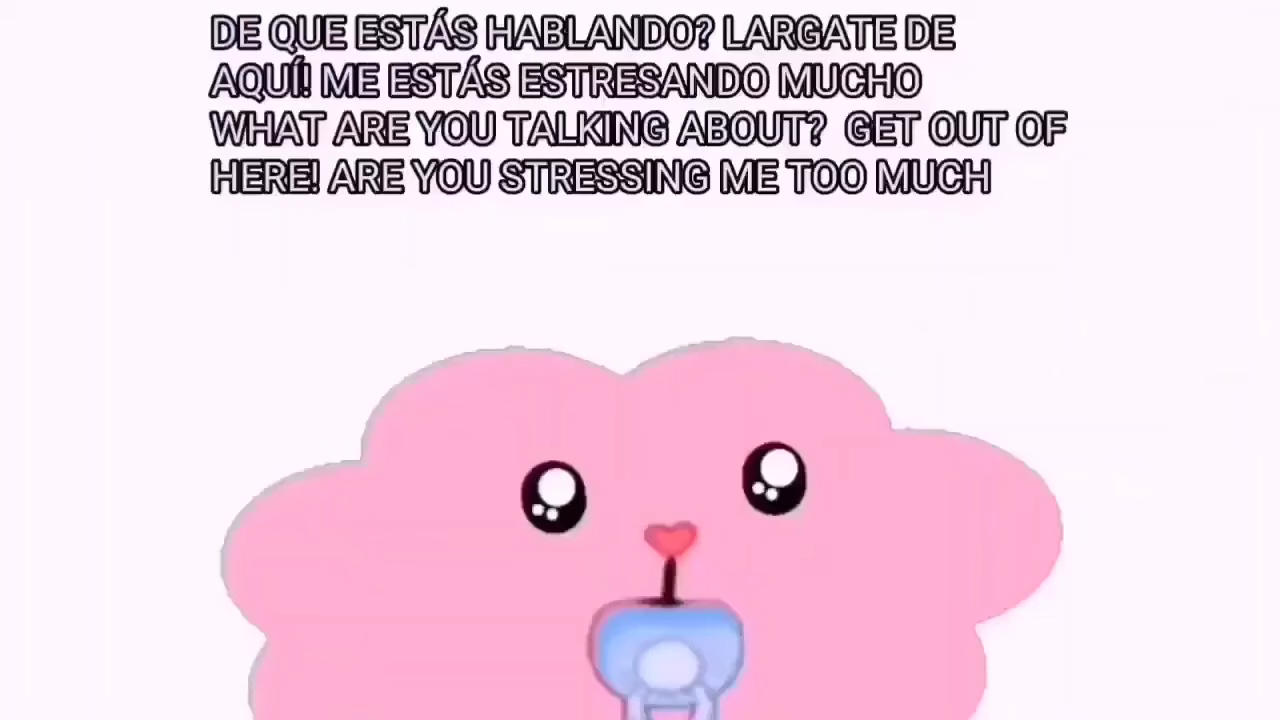 DE QUE ESTÁS HABLANDO? LARGATE DE
AQUÍ! ME ESTÁS ESTRESANDO MUCHO
WHAT ARE YOU TALKING ABOUT?  GET OUT OF
HERE! ARE YOU STRESSING ME TOO MUCH